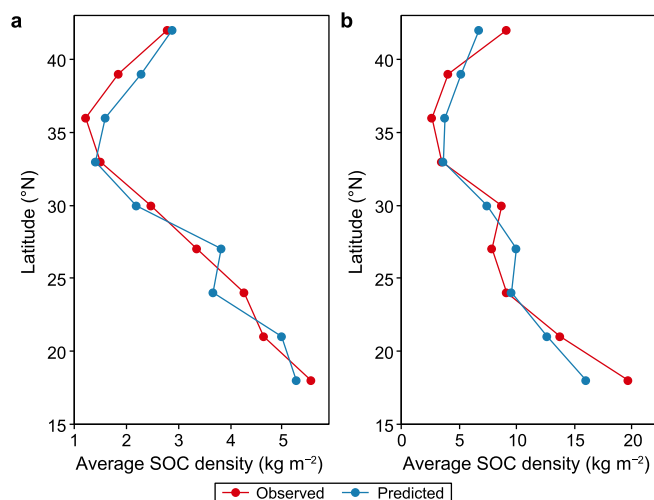 a
b
40
35
30
25
20
15
40
35
30
25
20
15
Latitude (°N)
Latitude (°N)
1 2 3 4 5
0 5 10 15 20
Average SOC density (kg m⁻²)
Average SOC density (kg m⁻²)
Observed Predicted